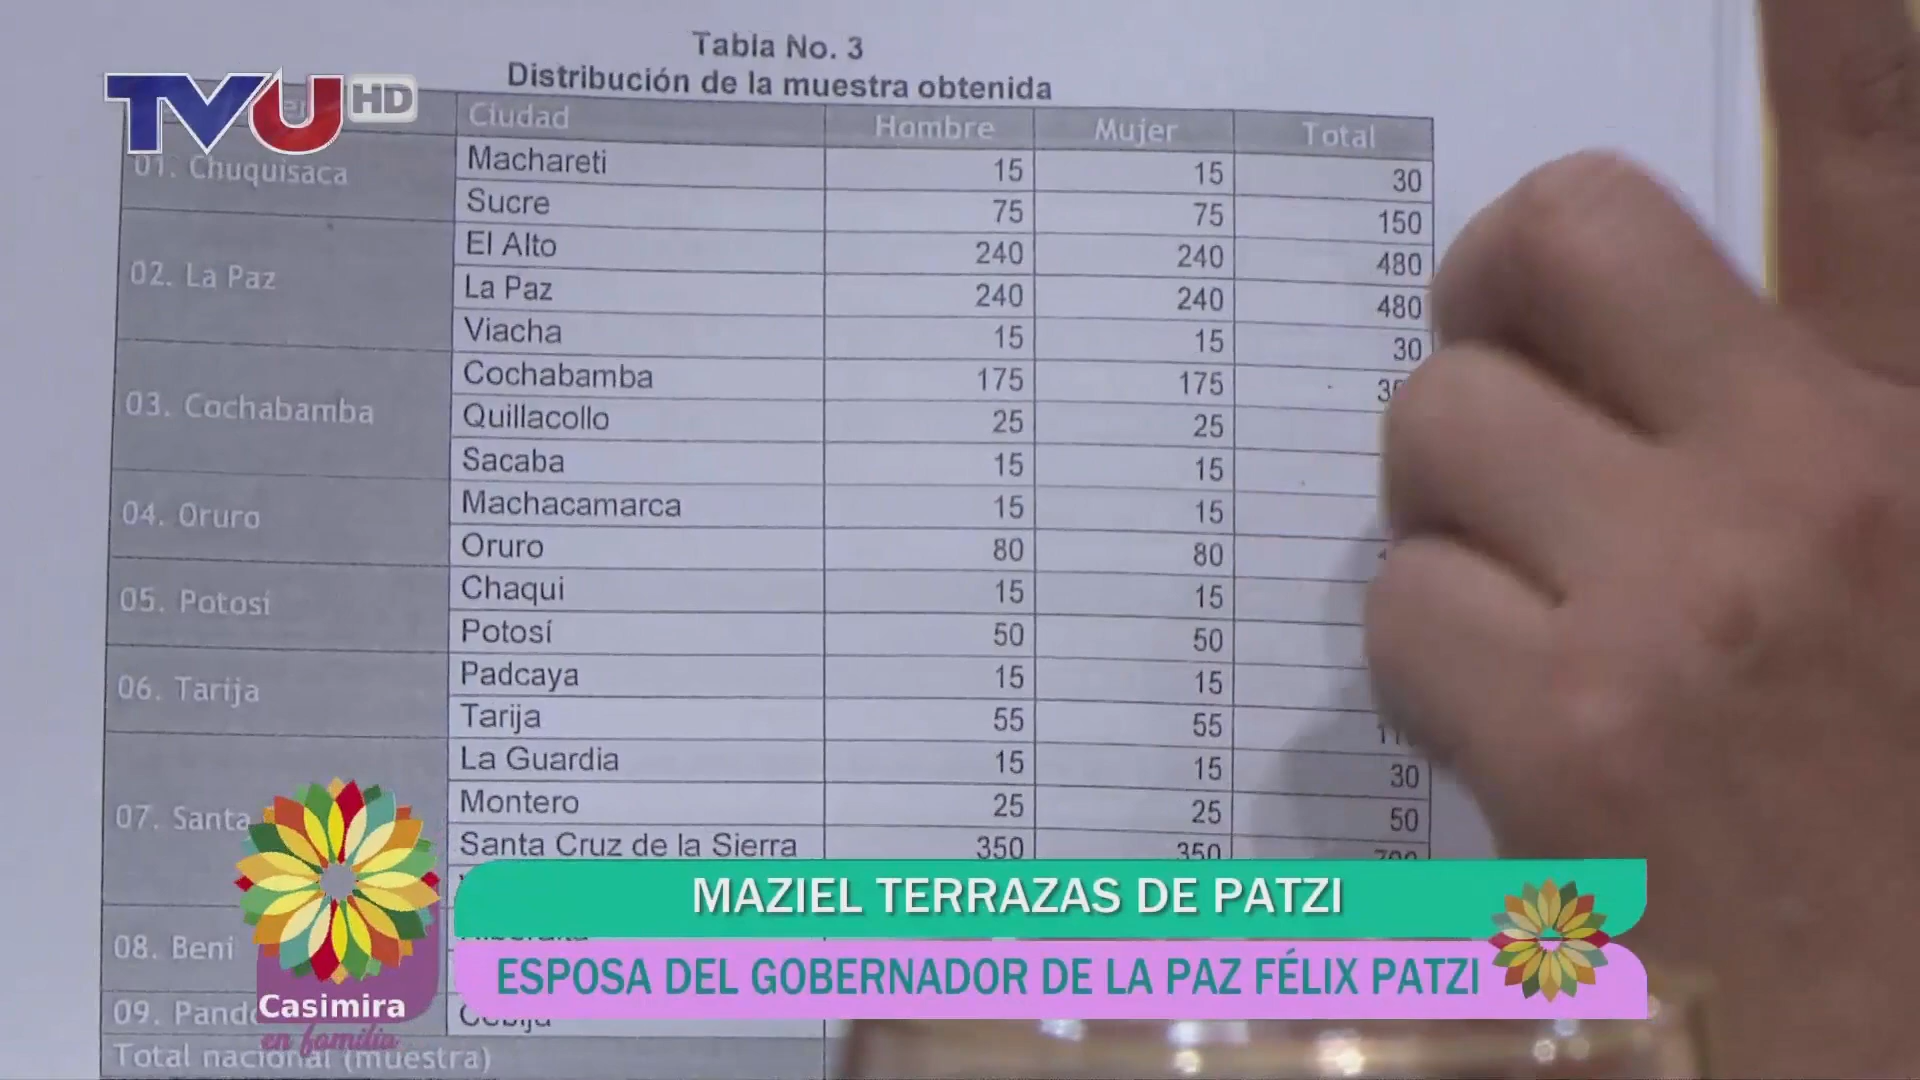 Tabla No. 3
Distribución de la muestra obtenida
TVU HD
Ciudad Hombre Mujer Total
01. Chuquisaca
Machareti 15 15 30
Sucre 75 75 150
02. La Paz
El Alto 240 240 480
La Paz 240 240 480
Viacha 15 15 30
03. Cochabamba
Cochabamba 175 175
Quillacollo 25 25
Sacaba 15 15
04. Oruro
Machacamarca 15 15
Oruro 80 80
05. Potosí
Chaqui 15 15
Potosí 50 50
06. Tarija
Padcaya 15 15
Tarija 55 55
07. Santa
La Guardia 15 15 30
Montero 25 25 50
Santa Cruz de la Sierra 350 350
08. Beni
09.
Total nacional (muestra)
MAZIEL TERRAZAS DE PATZI
ESPOSA DEL GOBERNADOR DE LA PAZ FÉLIX PATZI
Casimira
en familia